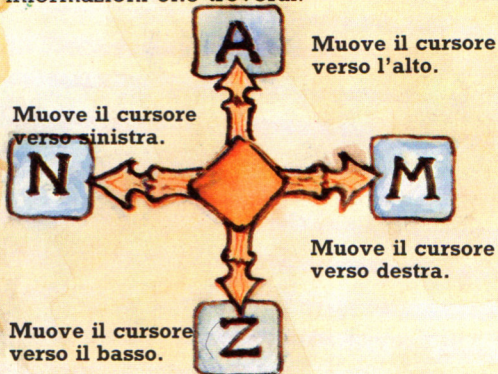 A
Muove il cursore
verso l'alto.
Muove il cursore
verso sinistra.
N
M
Muove il cursore
verso destra.
Muove il cursore
verso il basso.
Z